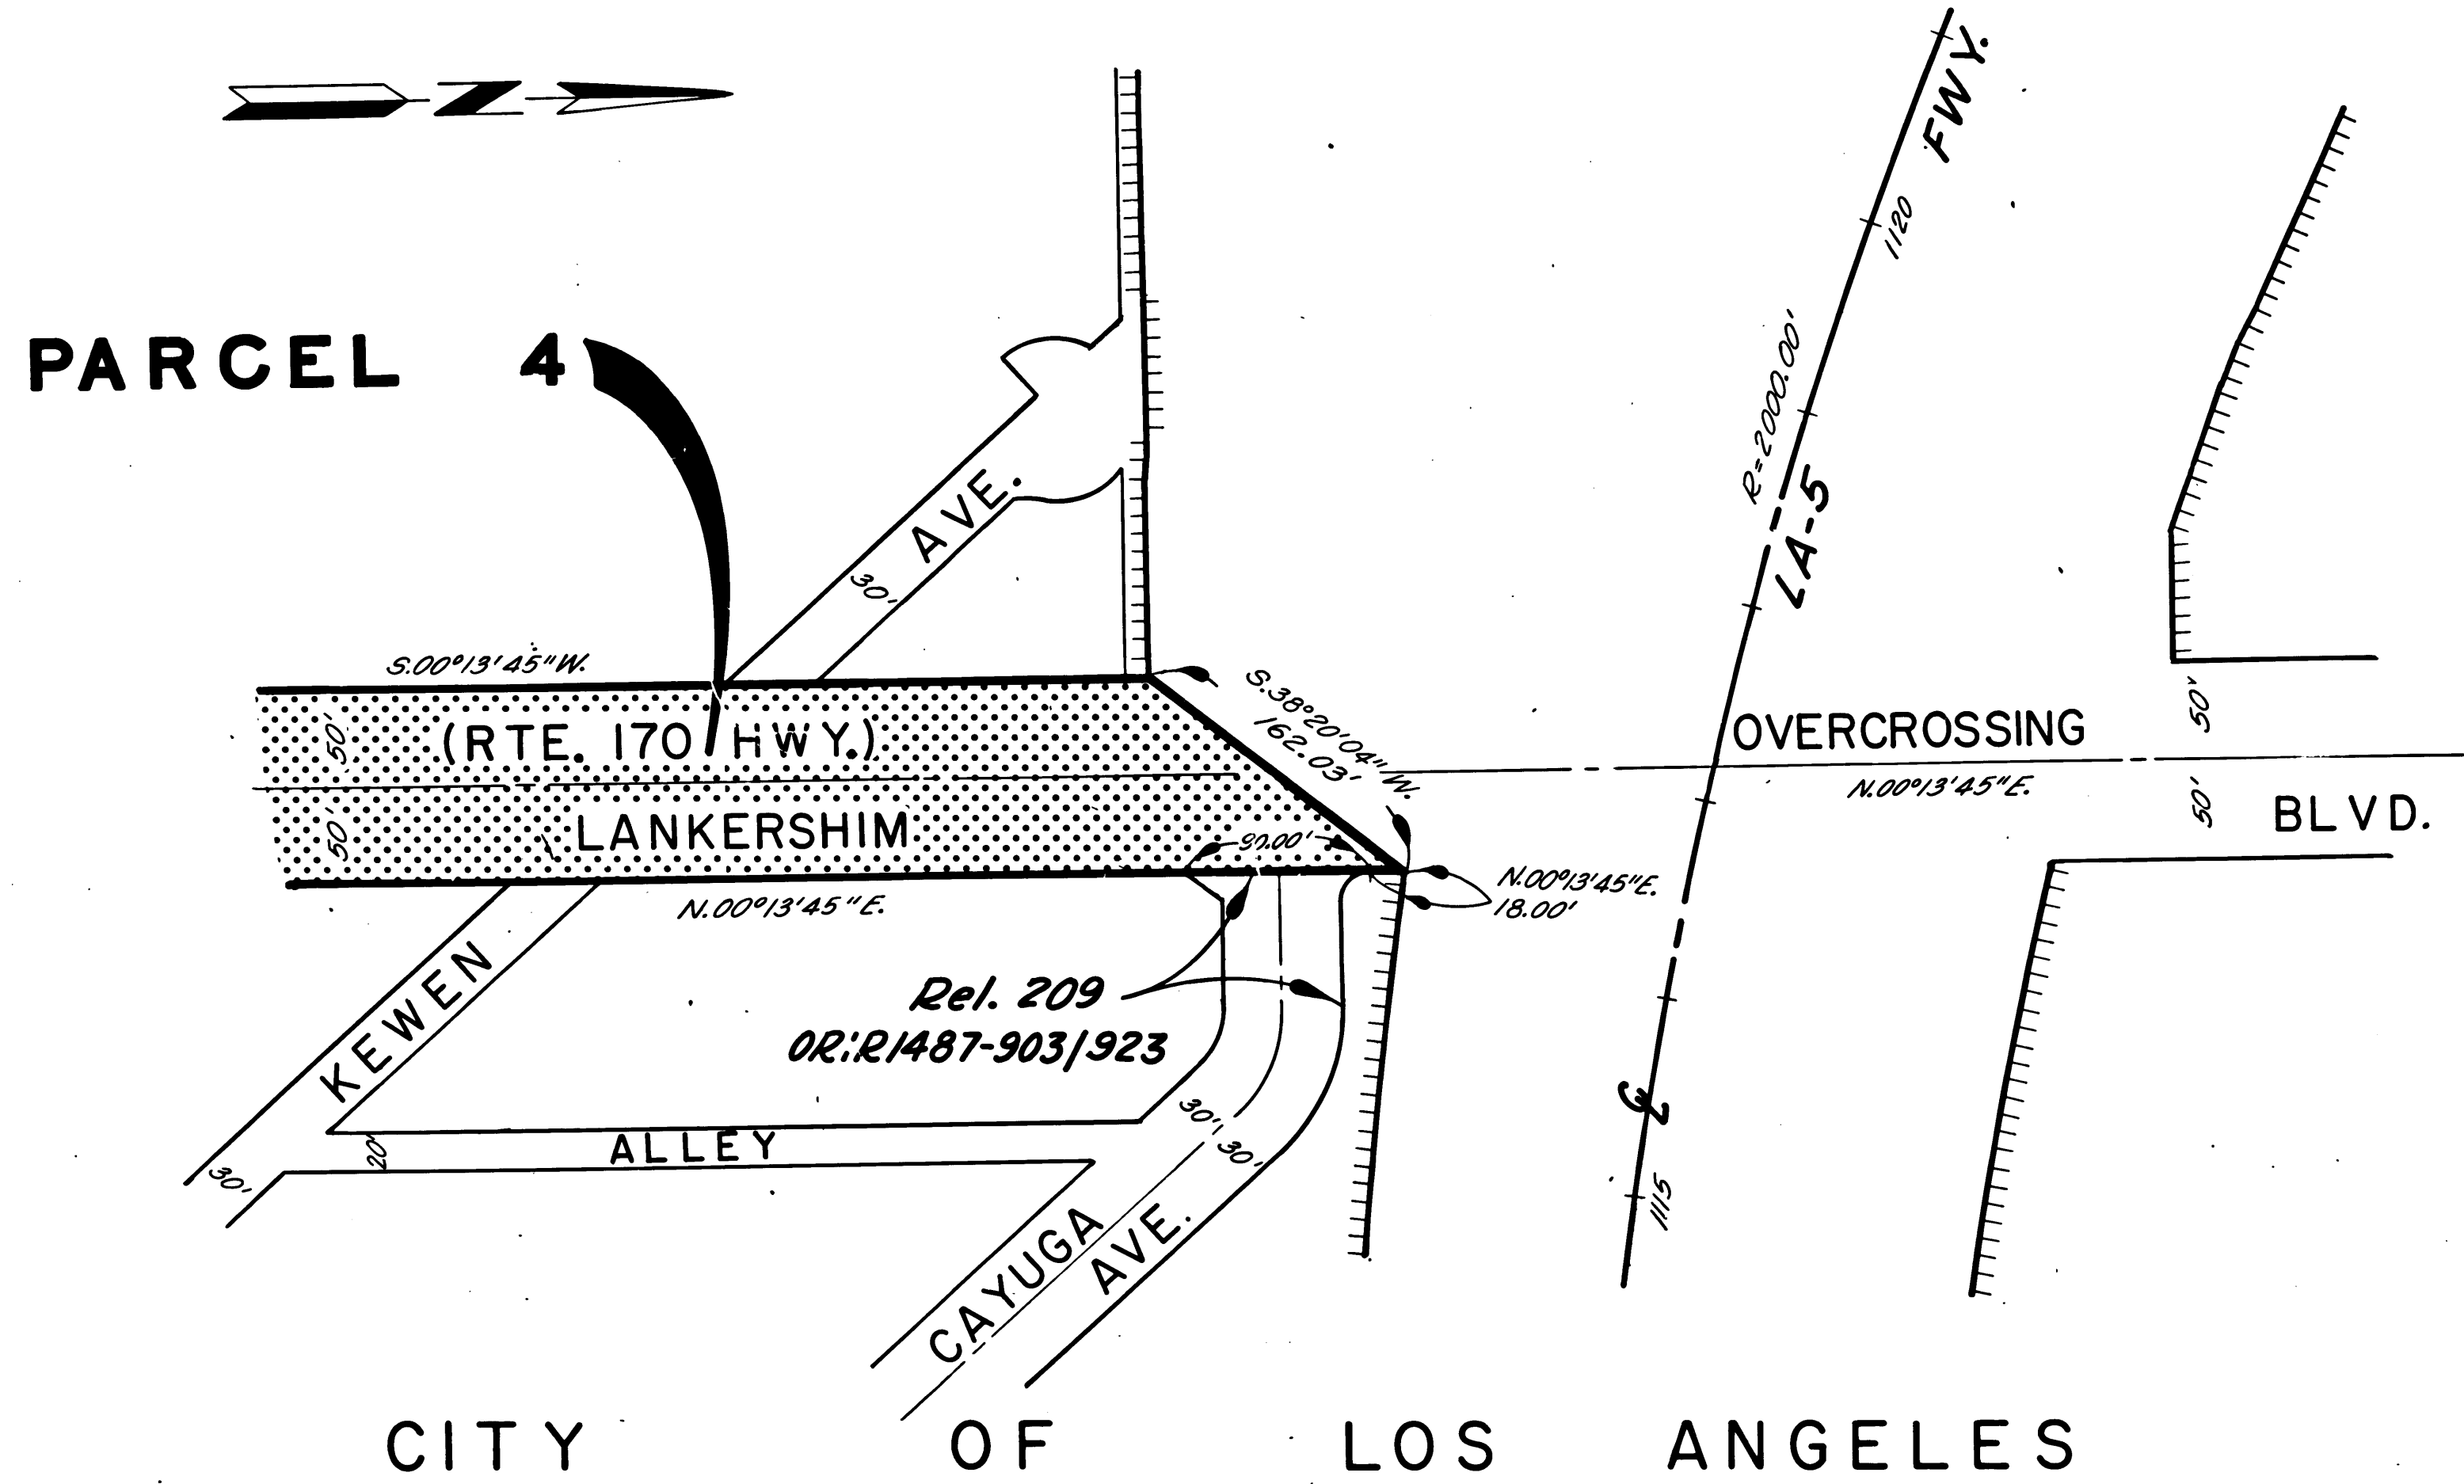 N
FWY.
1120
R=2000.00'
PARCEL 4
LA-5
AVE.
30'
S.00°13'45"W.
S.38°20'04"W.
162.03'
50'
(RTE. 170 HWY.)
OVERCROSSING
50'
N.00°13'45"E.
50'
LANKERSHIM
50'
BLVD.
90.00'
N.00°13'45"E.
18.00'
N.00°13'45"E.
KEWEN
Rel. 209
OR:R1487-903/923
30'
30'
ALLEY
20'
30'
1115
CAYUGA
AVE.
CITY OF LOS ANGELES